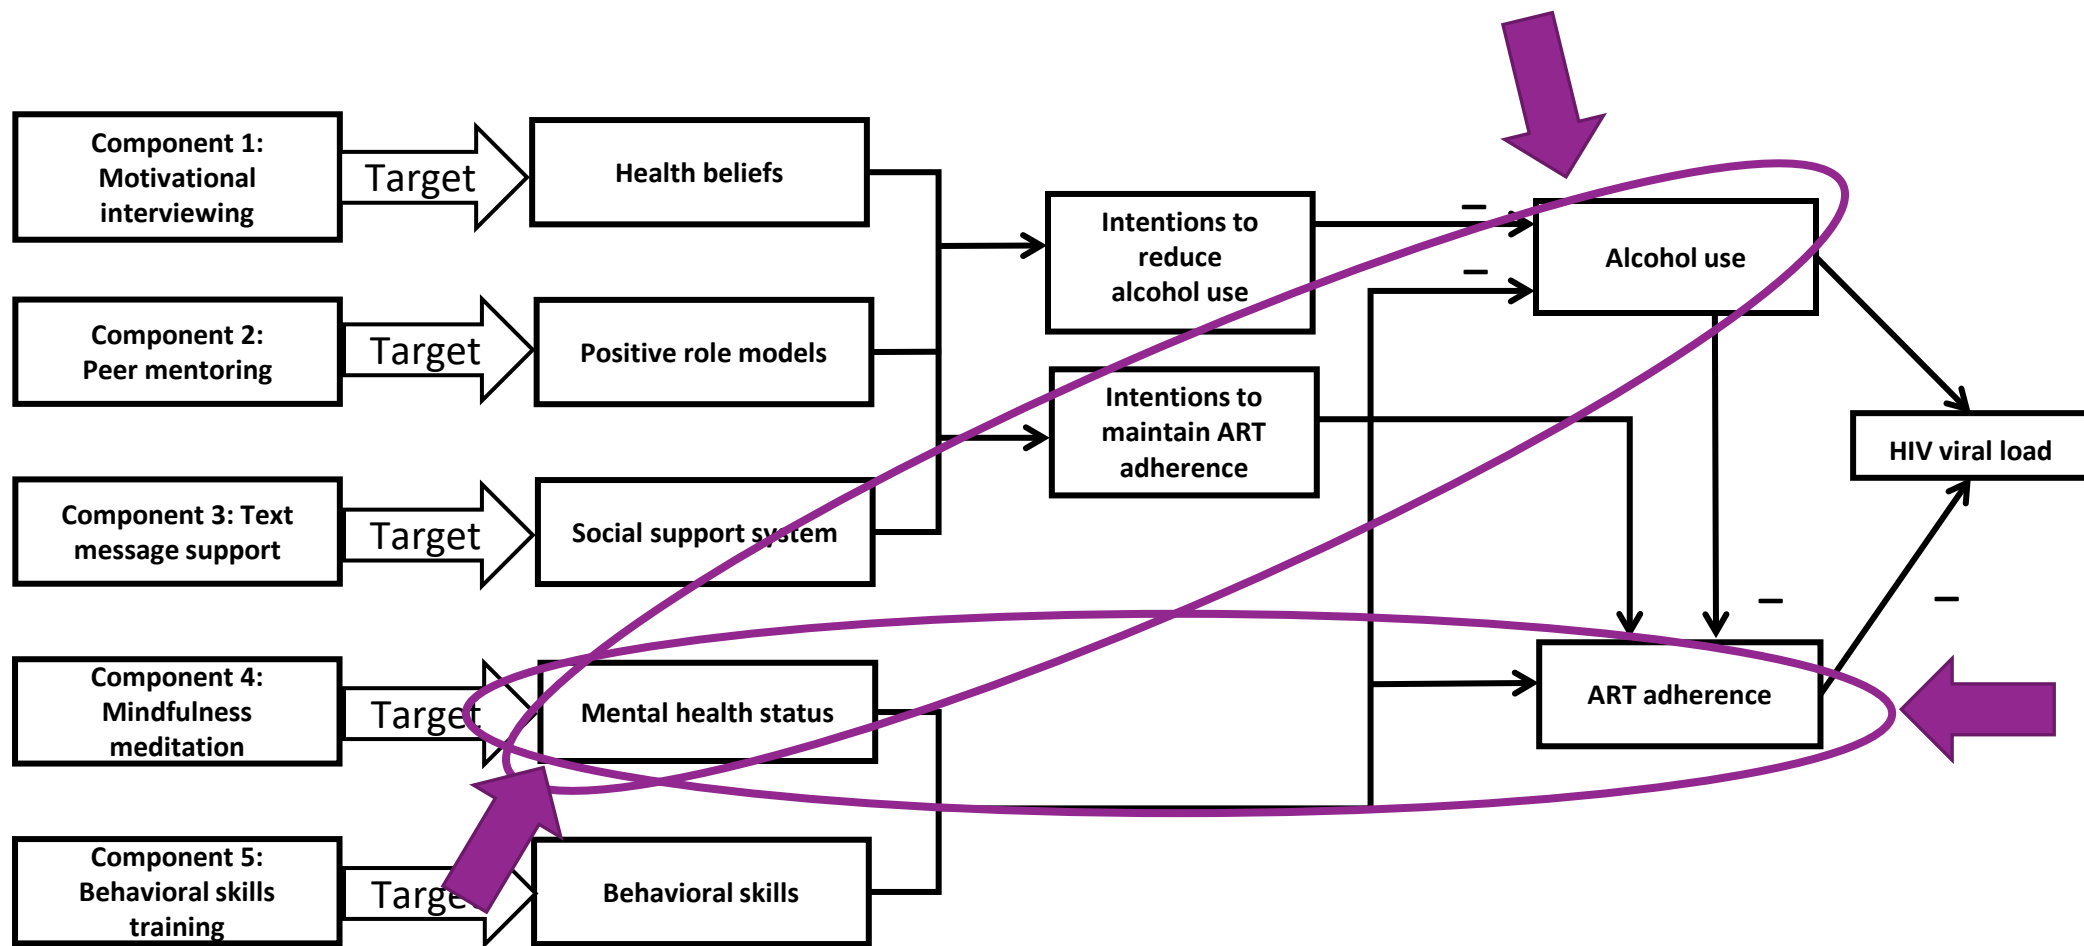 Component 1:
Motivational
interviewing
Target
Health beliefs
Component 2:
Peer mentoring
Target
Positive role models
Component 3: Text
message support
Target
Social support system
Component 4:
Mindfulness
meditation
Target
Mental health status
Component 5:
Behavioral skills
training
Target
Behavioral skills
Intentions to
reduce
alcohol use
Intentions to
maintain ART
adherence
–
–
Alcohol use
–
–
ART adherence
HIV viral load